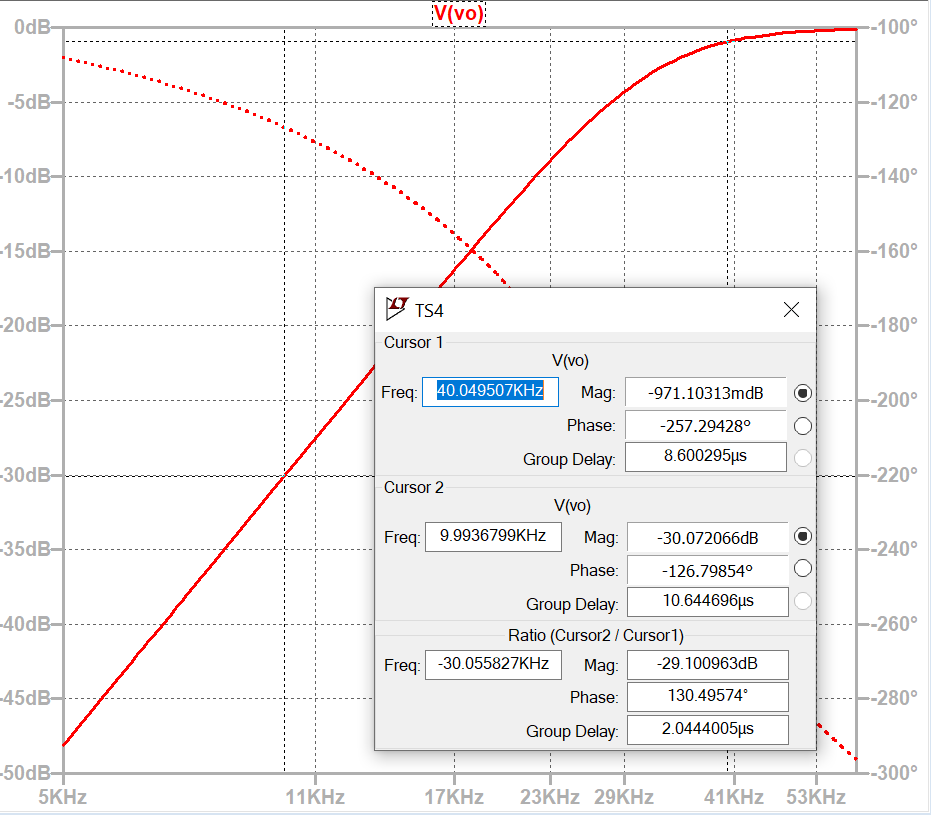 V(vo)
0dB
-5dB
-10dB
-15dB
-20dB
-25dB
-30dB
-35dB
-40dB
-45dB
-50dB
-100°
-120°
-140°
-160°
-180°
-200°
-220°
-240°
-260°
-280°
-300°
5KHz 11KHz 17KHz 23KHz 29KHz 41KHz 53KHz
TS4
Cursor 1
V(vo)
Freq: 40.049507KHz Mag: -971.10313mdB
Phase: -257.29428°
Group Delay: 8.600295µs
Cursor 2
V(vo)
Freq: 9.9936799KHz Mag: -30.072066dB
Phase: -126.79854°
Group Delay: 10.644696µs
Ratio (Cursor2 / Cursor1)
Freq: -30.055827KHz Mag: -29.100963dB
Phase: 130.49574°
Group Delay: 2.0444005µs